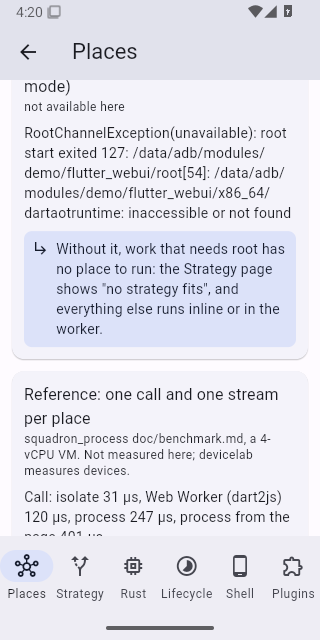 4:20
Places
mode)
not available here
RootChannelException(unavailable): root
start exited 127: /data/adb/modules/
demo/flutter_webui/root[54]: /data/adb/
modules/demo/flutter_webui/x86_64/
dartaotruntime: inaccessible or not found
Without it, work that needs root has
no place to run: the Strategy page
shows "no strategy fits", and
everything else runs inline or in the
worker.
Reference: one call and one stream
per place
squadron_process doc/benchmark.md, a 4-
vCPU VM. Not measured here; devicelab
measures devices.
Call: isolate 31 µs, Web Worker (dart2js)
120 µs, process 247 µs, process from the
page 401 µs
Places Strategy Rust Lifecycle Shell Plugins